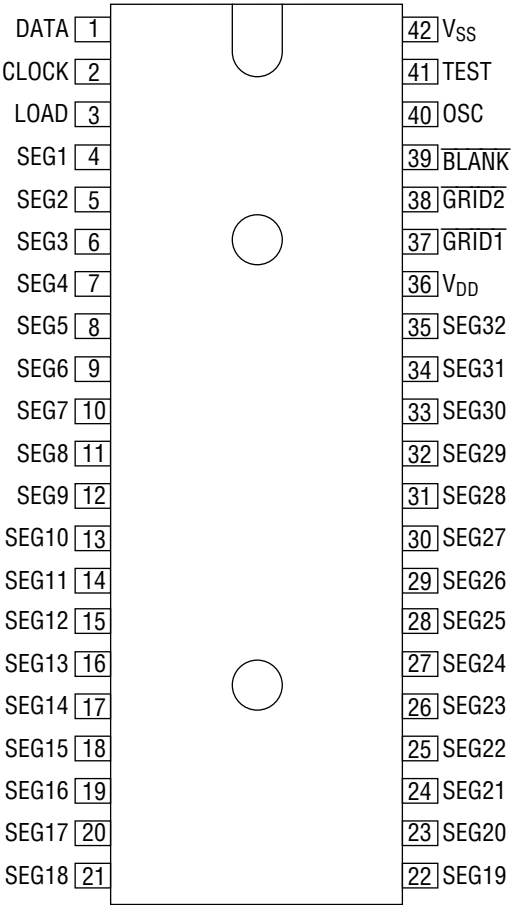 DATA 1 42 VSS
CLOCK 2 41 TEST
LOAD 3 40 OSC
SEG1 4 39 B̅L̅A̅N̅K̅
SEG2 5 38 G̅R̅I̅D̅2̅
SEG3 6 37 G̅R̅I̅D̅1̅
SEG4 7 36 VDD
SEG5 8 35 SEG32
SEG6 9 34 SEG31
SEG7 10 33 SEG30
SEG8 11 32 SEG29
SEG9 12 31 SEG28
SEG10 13 30 SEG27
SEG11 14 29 SEG26
SEG12 15 28 SEG25
SEG13 16 27 SEG24
SEG14 17 26 SEG23
SEG15 18 25 SEG22
SEG16 19 24 SEG21
SEG17 20 23 SEG20
SEG18 21 22 SEG19